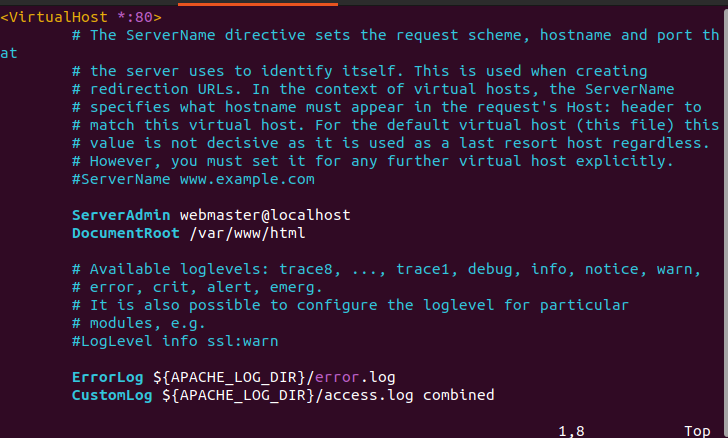 <VirtualHost *:80>
# The ServerName directive sets the request scheme, hostname and port th
at
# the server uses to identify itself. This is used when creating
# redirection URLs. In the context of virtual hosts, the ServerName
# specifies what hostname must appear in the request's Host: header to
# match this virtual host. For the default virtual host (this file) this
# value is not decisive as it is used as a last resort host regardless.
# However, you must set it for any further virtual host explicitly.
#ServerName www.example.com
ServerAdmin webmaster@localhost
DocumentRoot /var/www/html
# Available loglevels: trace8, ..., trace1, debug, info, notice, warn,
# error, crit, alert, emerg.
# It is also possible to configure the loglevel for particular
# modules, e.g.
#LogLevel info ssl:warn
ErrorLog ${APACHE_LOG_DIR}/error.log
CustomLog ${APACHE_LOG_DIR}/access.log combined
1,8 Top